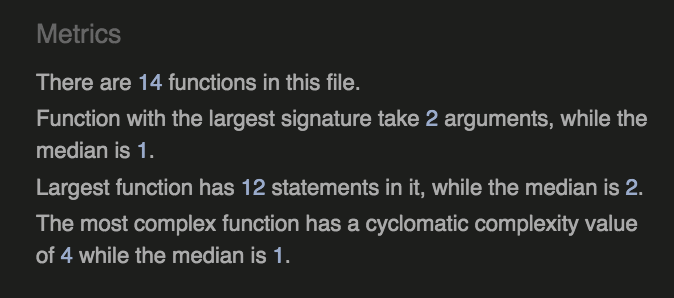 Metrics
There are 14 functions in this file.
Function with the largest signature take 2 arguments, while the
median is 1.
Largest function has 12 statements in it, while the median is 2.
The most complex function has a cyclomatic complexity value
of 4 while the median is 1.